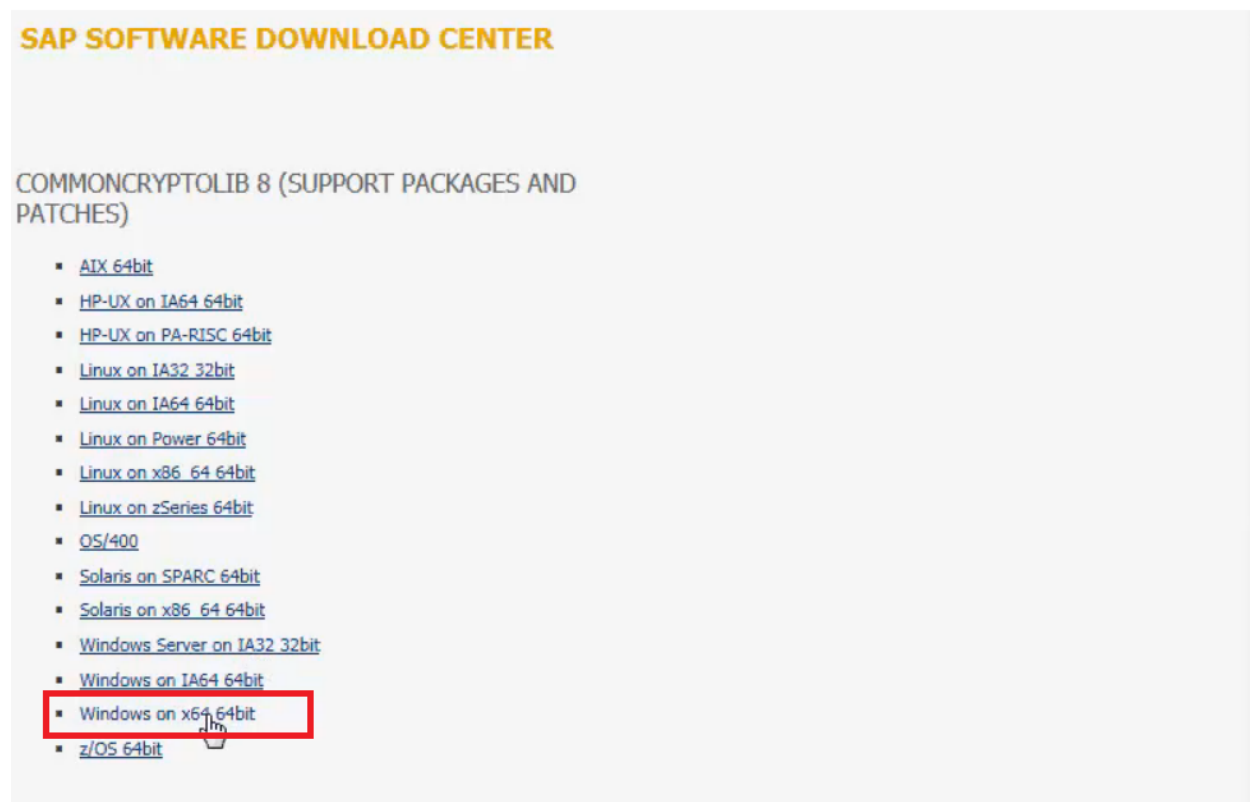 SAP SOFTWARE DOWNLOAD CENTER
COMMONCRYPTOLIB 8 (SUPPORT PACKAGES AND
PATCHES)
AIX 64bit
HP-UX on IA64 64bit
HP-UX on PA-RISC 64bit
Linux on IA32 32bit
Linux on IA64 64bit
Linux on Power 64bit
Linux on x86_64 64bit
Linux on zSeries 64bit
OS/400
Solaris on SPARC 64bit
Solaris on x86_64 64bit
Windows Server on IA32 32bit
Windows on IA64 64bit
Windows on x64 64bit
z/OS 64bit